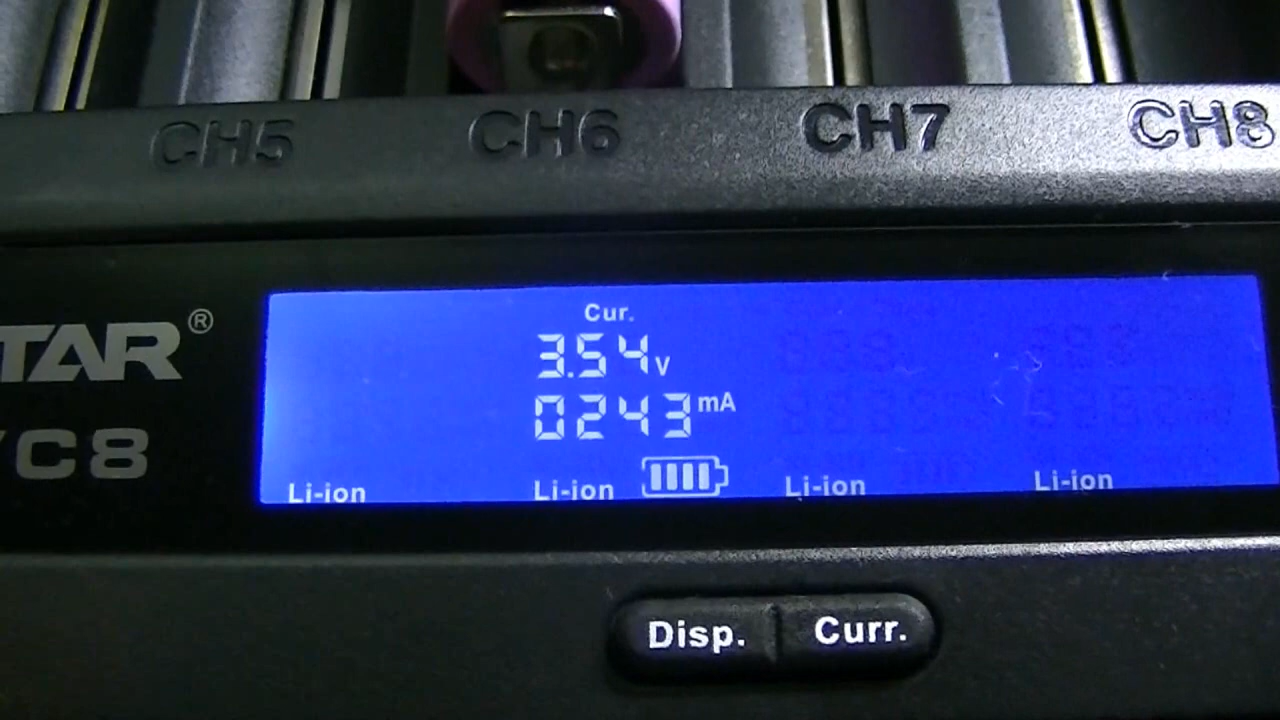 CH5 CH6 CH7 CH8
TAR®
C8
Cur.
3.54V
0243mA
Li-ion Li-ion Li-ion Li-ion
Disp. Curr.